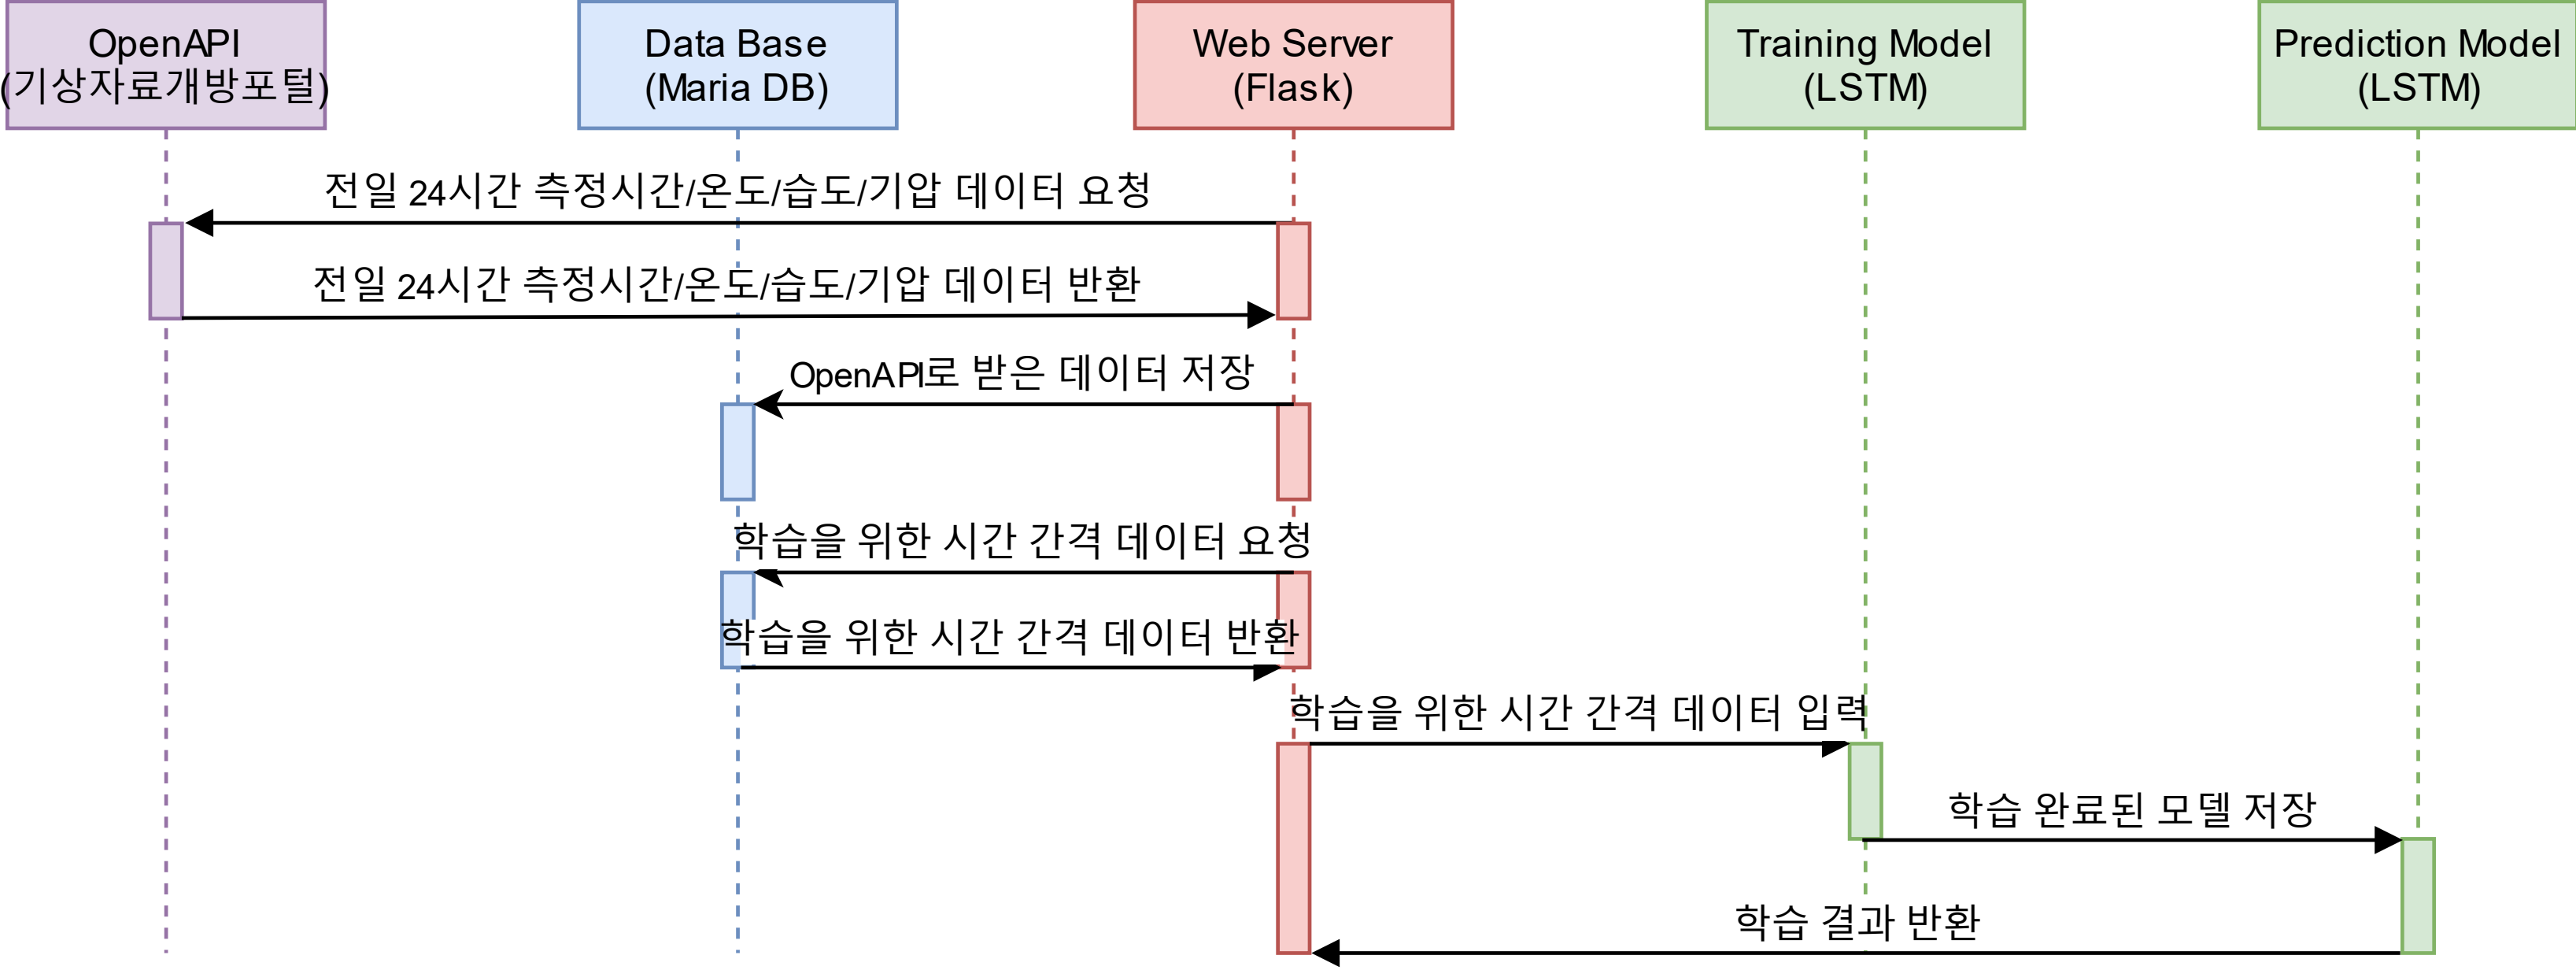 OpenAPI
(기상자료개방포털)
Data Base
(Maria DB)
Web Server
(Flask)
Training Model
(LSTM)
Prediction Model
(LSTM)
전일 24시간 측정시간/온도/습도/기압 데이터 요청
전일 24시간 측정시간/온도/습도/기압 데이터 반환
OpenAPI로 받은 데이터 저장
학습을 위한 시간 간격 데이터 요청
학습을 위한 시간 간격 데이터 반환
학습을 위한 시간 간격 데이터 입력
학습 완료된 모델 저장
학습 결과 반환